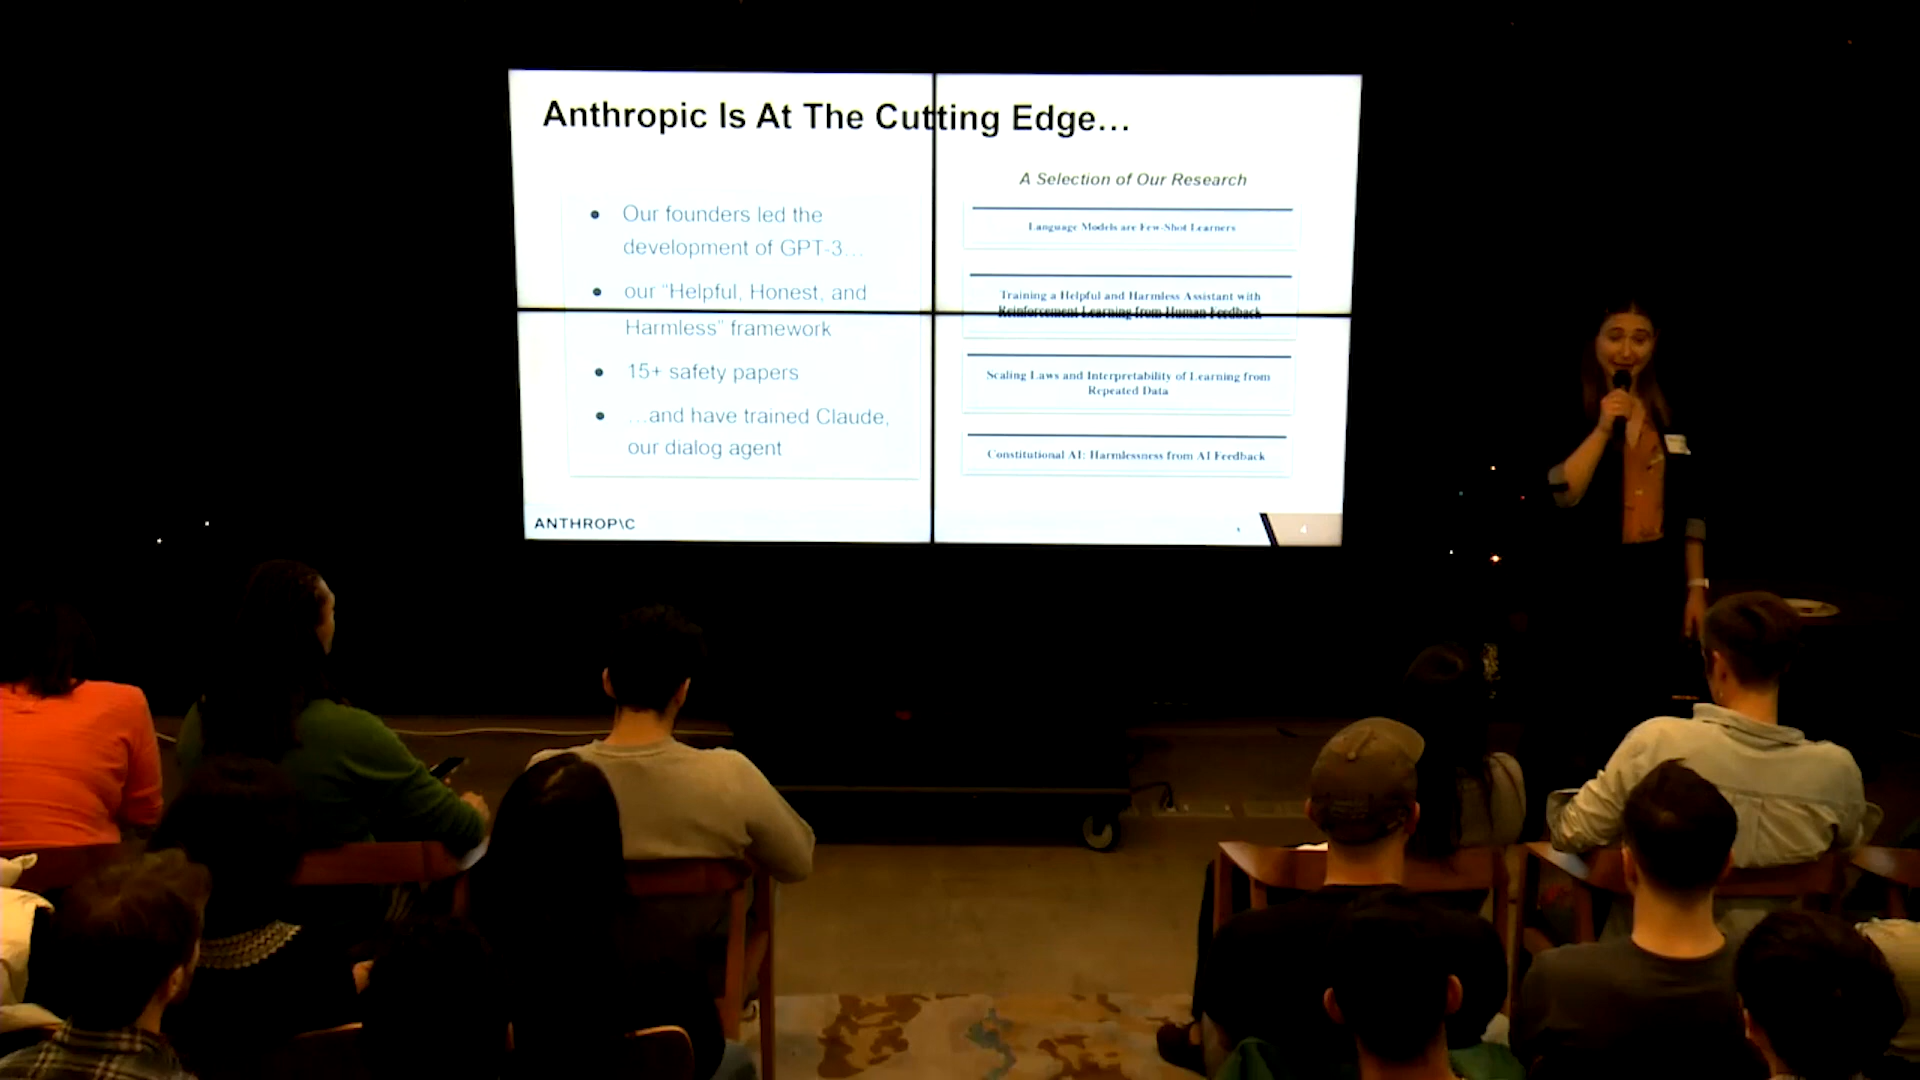 Anthropic Is At The Cutting Edge...
Our founders led the
development of GPT-3...
our "Helpful, Honest, and
Harmless" framework
15+ safety papers
...and have trained Claude,
our dialog agent
A Selection of Our Research
Language Models are Few-Shot Learners
Training a Helpful and Harmless Assistant with
Reinforcement Learning from Human Feedback
Scaling Laws and Interpretability of Learning from
Repeated Data
Constitutional AI: Harmlessness from AI Feedback
ANTHROP\C
4